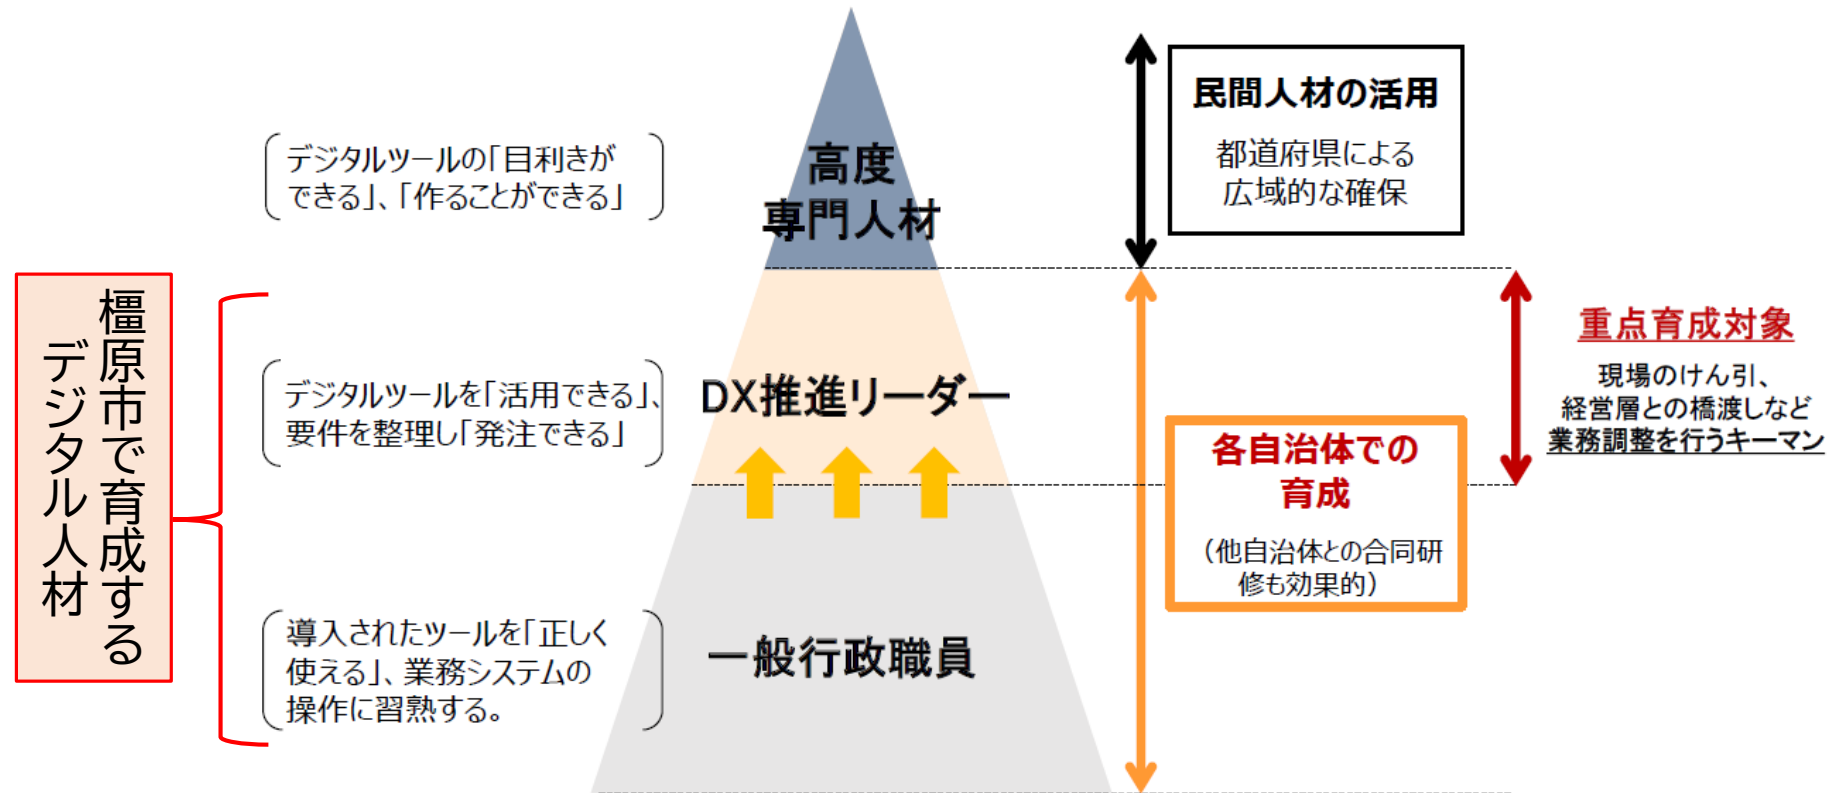 橿原市で育成する
デジタル人材
デジタルツールの「目利きが
できる」、「作ることができる」
高度
専門人材
民間人材の活用
都道府県による
広域的な確保
デジタルツールを「活用できる」、
要件を整理し「発注できる」
DX推進リーダー
重点育成対象
現場のけん引、
経営層との橋渡しなど
業務調整を行うキーマン
各自治体での
育成
（他自治体との合同研
修も効果的）
導入されたツールを「正しく
使える」、業務システムの
操作に習熟する。
一般行政職員